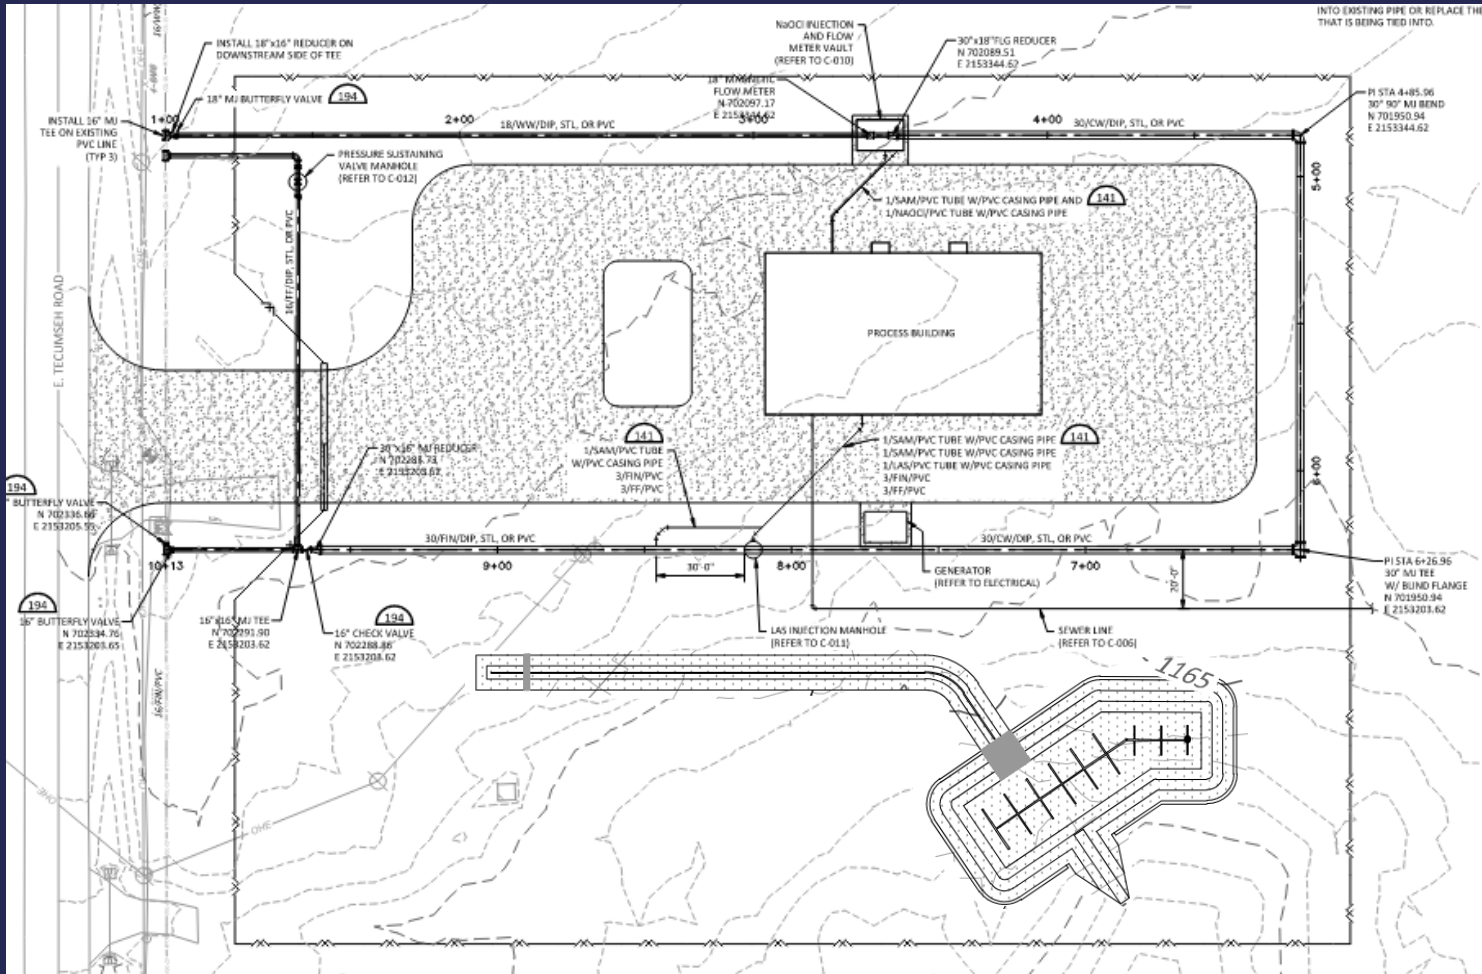 INTO EXISTING PIPE OR REPLACE THE
THAT IS BEING TIED INTO.
INSTALL 18"x16" REDUCER ON
DOWNSTREAM SIDE OF TEE
NaOCl INJECTION
AND FLOW
METER VAULT
(REFER TO C-010)
30"x18"FLG REDUCER
N 702089.51
E 2153344.62
18" MAGNETIC
FLOW METER
N 702097.17
E 2153344.62
18" MJ BUTTERFLY VALVE
194
PI STA 4+85.96
30" 90° MJ BEND
N 701950.94
E 2153344.62
INSTALL 16" MJ
TEE ON EXISTING
PVC LINE
(TYP 3)
1+00
2+00
3+00
4+00
18/WW/DIP, STL, OR PVC
30/CW/DIP, STL, OR PVC
PRESSURE SUSTAINING
VALVE MANHOLE
(REFER TO C-012)
5+00
1/SAM/PVC TUBE W/PVC CASING PIPE AND
1/NAOCl/PVC TUBE W/PVC CASING PIPE
141
16/FF/DIP, STL, OR PVC
E. TECUMSEH ROAD
PROCESS BUILDING
141
1/SAM/PVC TUBE
W/PVC CASING PIPE
3/FIN/PVC
3/FF/PVC
1/SAM/PVC TUBE W/PVC CASING PIPE
1/SAM/PVC TUBE W/PVC CASING PIPE
1/LAS/PVC TUBE W/PVC CASING PIPE
3/FIN/PVC
3/FF/PVC
141
30"x16" MJ REDUCER
6+00
194
" BUTTERFLY VALVE
N 702336.66
E 2153205.55
30/FIN/DIP, STL, OR PVC
30/CW/DIP, STL, OR PVC
10+13
9+00
8+00
7+00
30'-0"
20'-0"
GENERATOR
(REFER TO ELECTRICAL)
PI STA 6+26.96
30" MJ TEE
W/ BLIND FLANGE
N 701950.94
E 2153203.62
194
16" BUTTERFLY VALVE
N 702334.76
E 2153203.65
16"x16" MJ TEE
N 702291.90
E 2153203.62
194
16" CHECK VALVE
N 702288.86
E 2153203.62
LAS INJECTION MANHOLE
(REFER TO C-011)
SEWER LINE
(REFER TO C-006)
1165
16/FIN/PVC
OHE
OHE